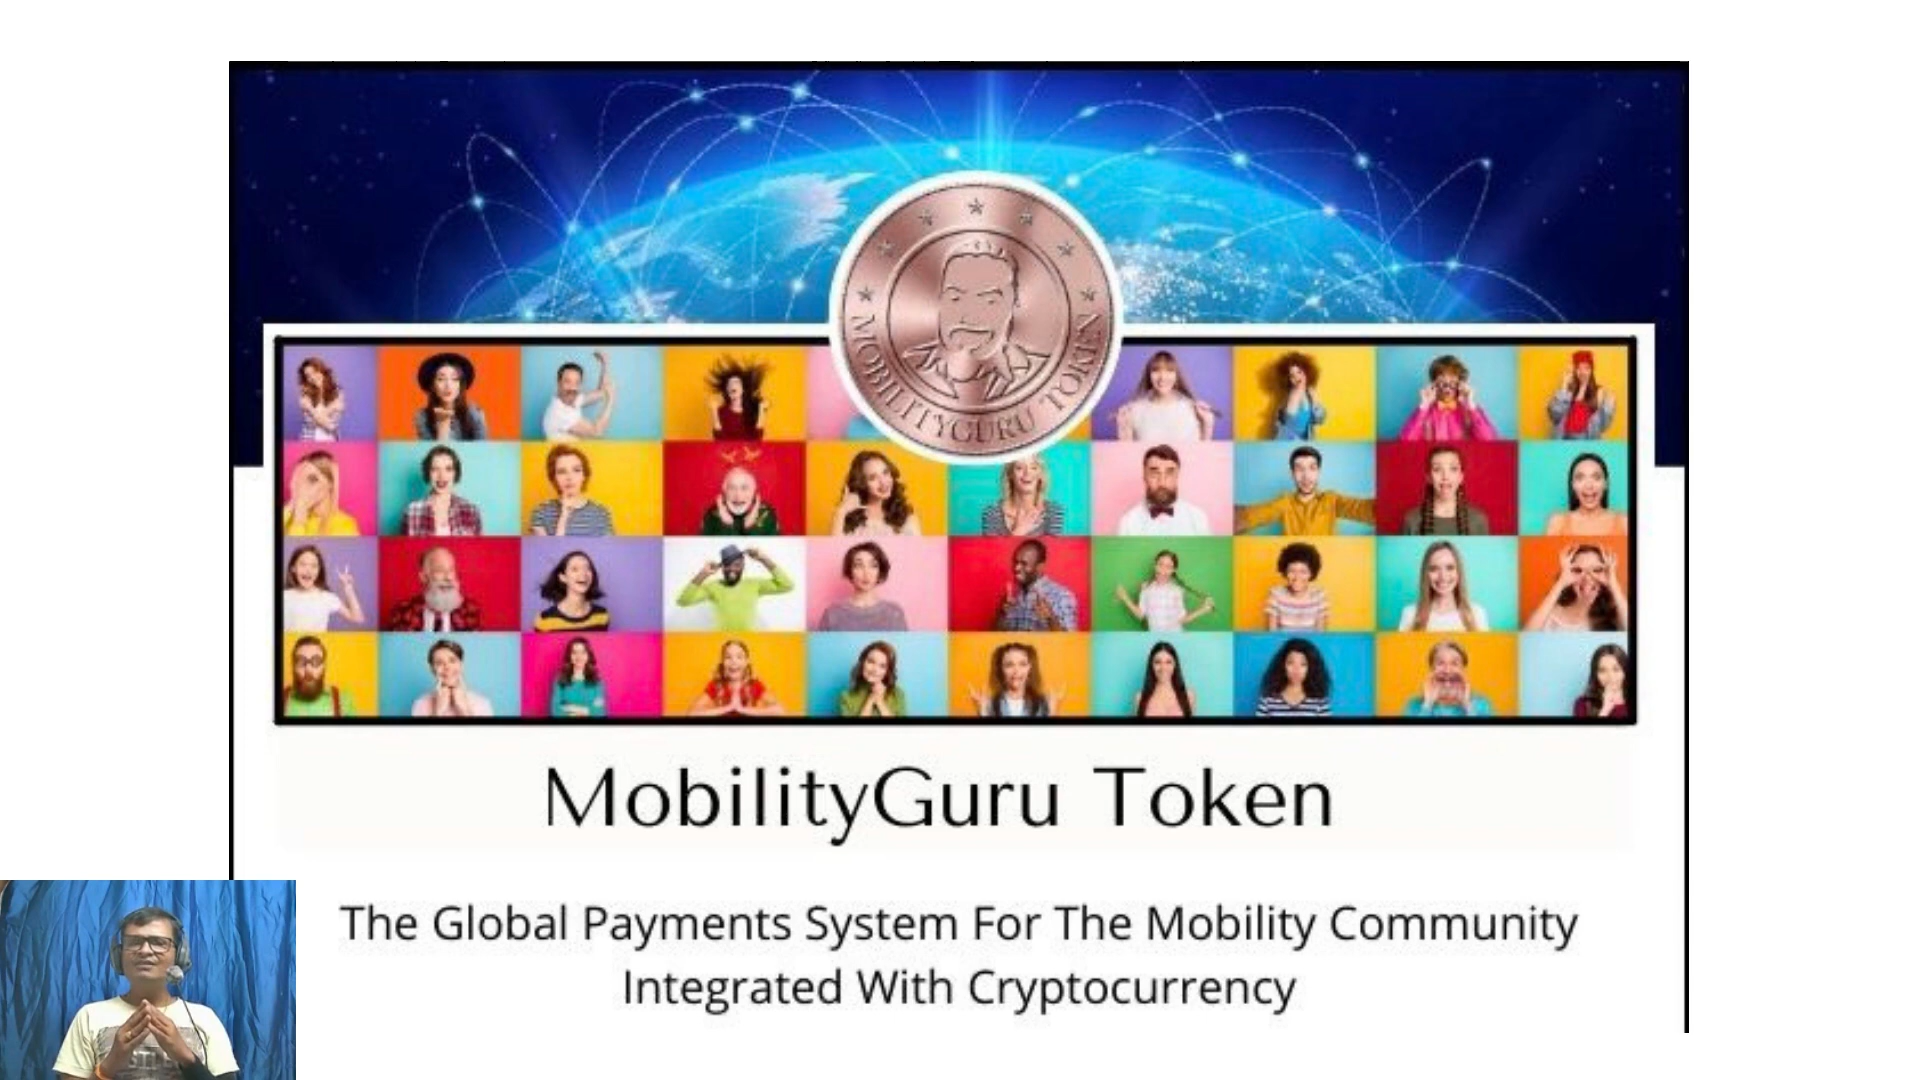 MOBILITYGURU TOKEN
MobilityGuru Token
The Global Payments System For The Mobility Community
Integrated With Cryptocurrency